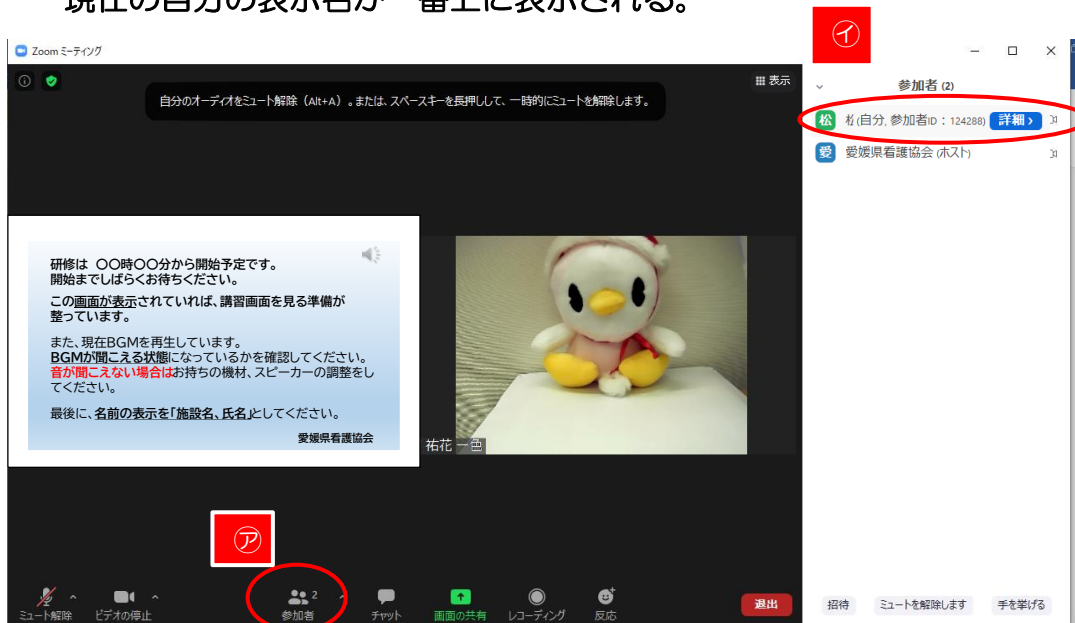 現在の自分の表示名が一番上に表示される。
㋑
Zoom ミーティング
自分のオーディオをミュート解除（Alt+A）。または、スペースキーを長押しして、一時的にミュートを解除します。
表示
参加者 (2)
松 (自分, 参加者ID：124288) 詳細 ›
愛 愛媛県看護協会 (ホスト)
研修は 〇〇時〇〇分から開始予定です。
開始までしばらくお待ちください。
この画面が表示されていれば、講習画面を見る準備が
整っています。
また、現在BGMを再生しています。
BGMが聞こえる状態になっているかを確認してください。
音が聞こえない場合はお持ちの機材、スピーカーの調整をし
てください。
最後に、名前の表示を「施設名、氏名」としてください。
愛媛県看護協会
祐花 一色
㋐
ミュート解除
ビデオの停止
2
参加者
チャット
画面の共有
レコーディング
反応
退出
招待
ミュートを解除します
手を挙げる